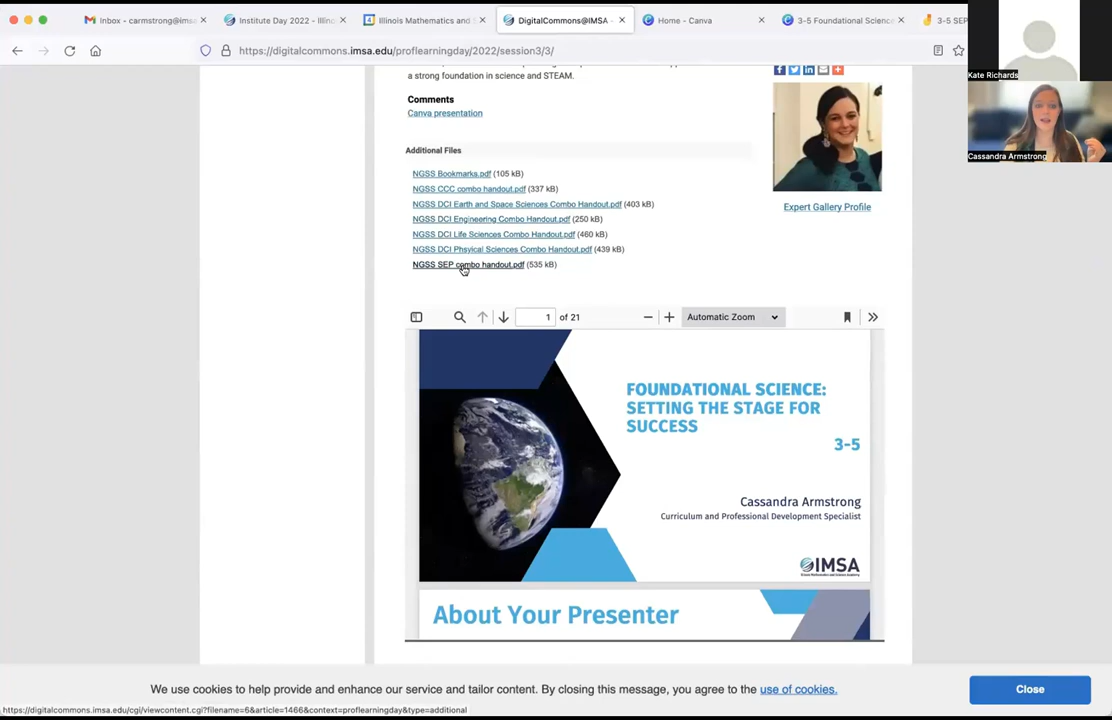 Inbox - carmstrong@imsa
Institute Day 2022 - Illino
Illinois Mathematics and S
DigitalCommons@IMSA -
Home - Canva
3-5 Foundational Science
3-5 SEP
https://digitalcommons.imsa.edu/proflearningday/2022/session3/3/
Kate Richards
Cassandra Armstrong
a strong foundation in science and STEAM.
Comments
Canva presentation
Additional Files
NGSS Bookmarks.pdf (105 kB)
NGSS CCC combo handout.pdf (337 kB)
NGSS DCI Earth and Space Sciences Combo Handout.pdf (403 kB)
NGSS DCI Engineering Combo Handout.pdf (250 kB)
NGSS DCI Life Sciences Combo Handout.pdf (460 kB)
NGSS DCI Phsyical Sciences Combo Handout.pdf (439 kB)
NGSS SEP combo handout.pdf (535 kB)
Expert Gallery Profile
1 of 21
Automatic Zoom
FOUNDATIONAL SCIENCE:
SETTING THE STAGE FOR
SUCCESS
3-5
Cassandra Armstrong
Curriculum and Professional Development Specialist
IMSA
Illinois Mathematics and Science Academy
About Your Presenter
We use cookies to help provide and enhance our service and tailor content. By closing this message, you agree to the use of cookies.
Close
https://digitalcommons.imsa.edu/cgi/viewcontent.cgi?filename=6&article=1466&context=proflearningday&type=additional